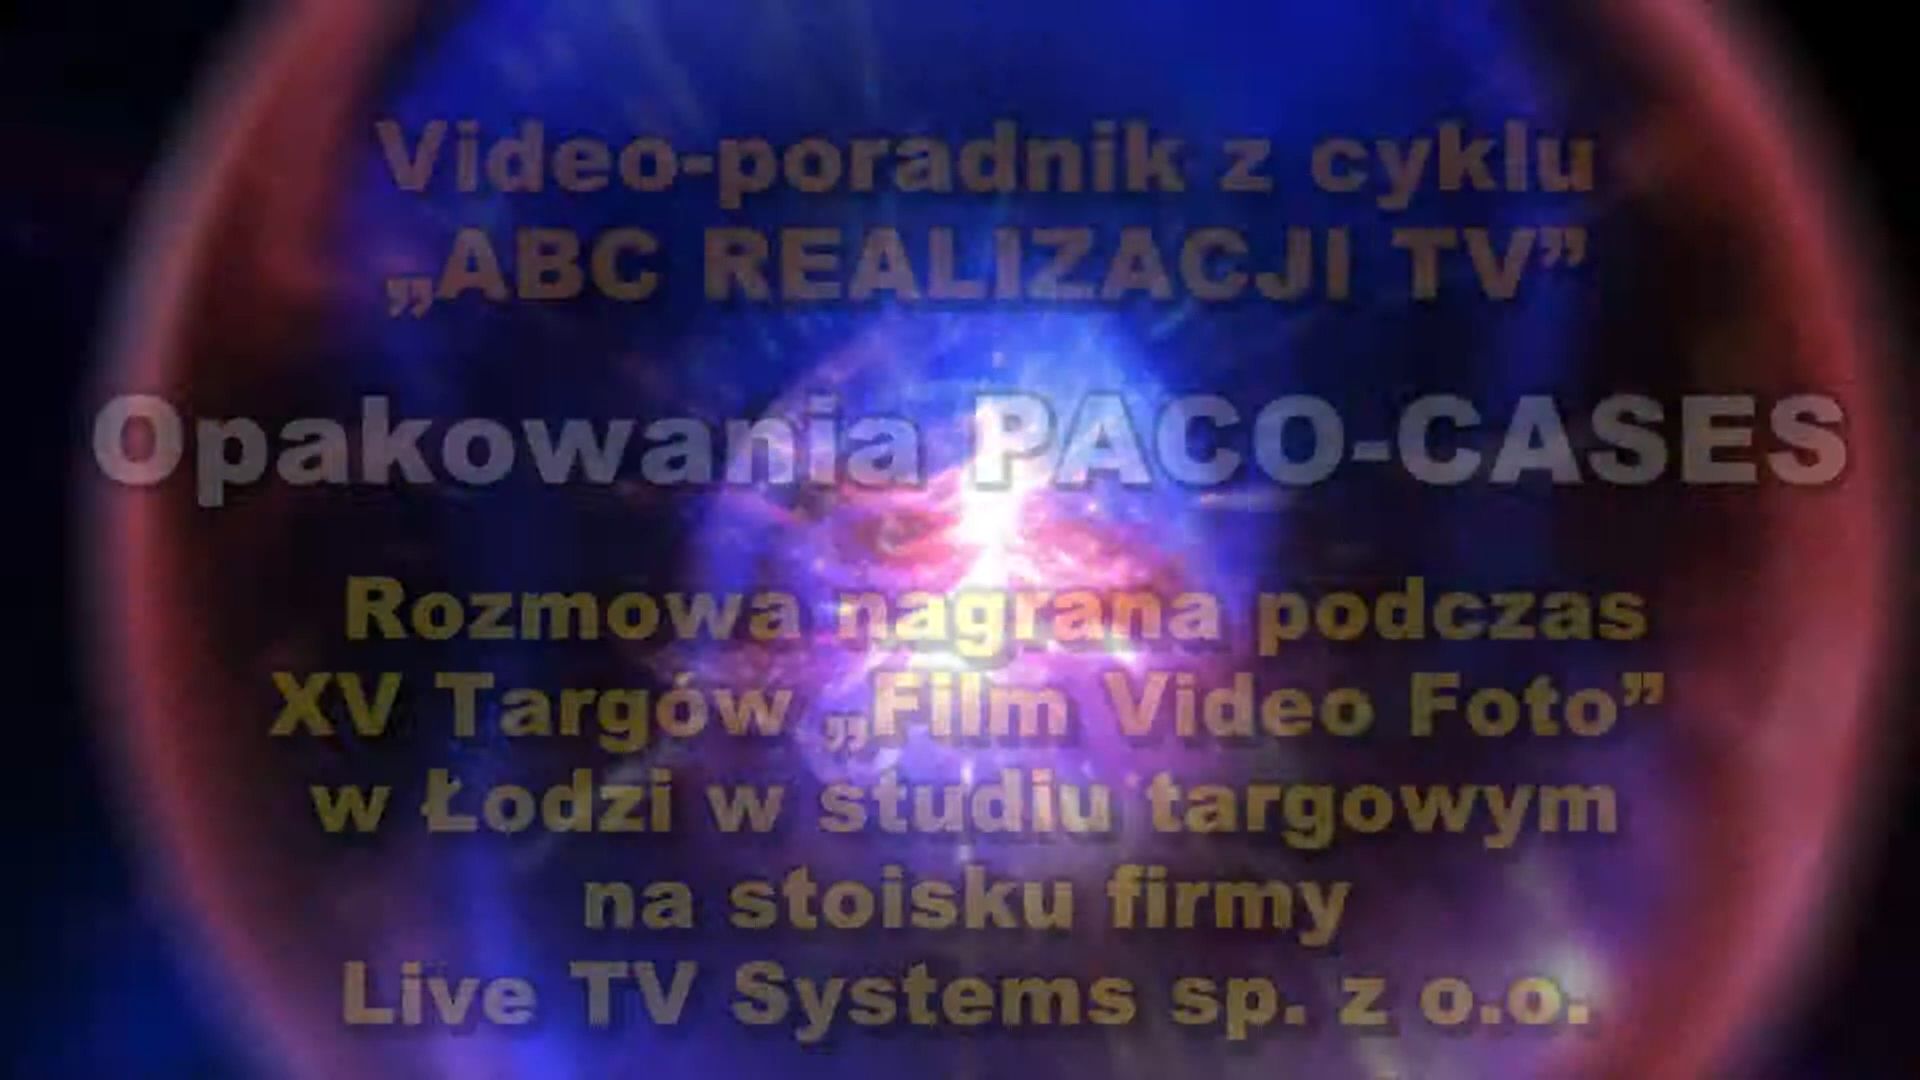 Video-poradnik z cyklu
„ABC REALIZACJI TV”
Opakowania PACO-CASES
Rozmowa nagrana podczas
XV Targów „Film Video Foto”
w Łodzi w studiu targowym
na stoisku firmy
Live TV Systems sp. z o.o.